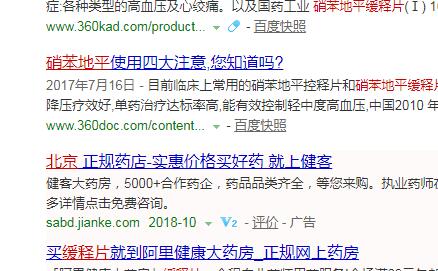 症:各种类型的高血压及心绞痛。以及国药工业 硝苯地平缓释片(Ⅰ)10
www.360kad.com/product... - 百度快照
硝苯地平使用四大注意,您知道吗?
2017年7月16日 - 目前临床上常用的硝苯地平控释片和硝苯地平缓释片
降压疗效好,单药治疗达标率高,能有效控制轻中度高血压,中国2010 年
www.360doc.com/content... - 百度快照
北京 正规药店-实惠价格买好药 就上健客
健客大药房，5000+合作药企，药品品类齐全，等您来购。执业药师在
多详情点击免费咨询。
sabd.jianke.com 2018-10 V2 - 评价 - 广告
买缓释片就到阿里健康大药房_正规网上药房